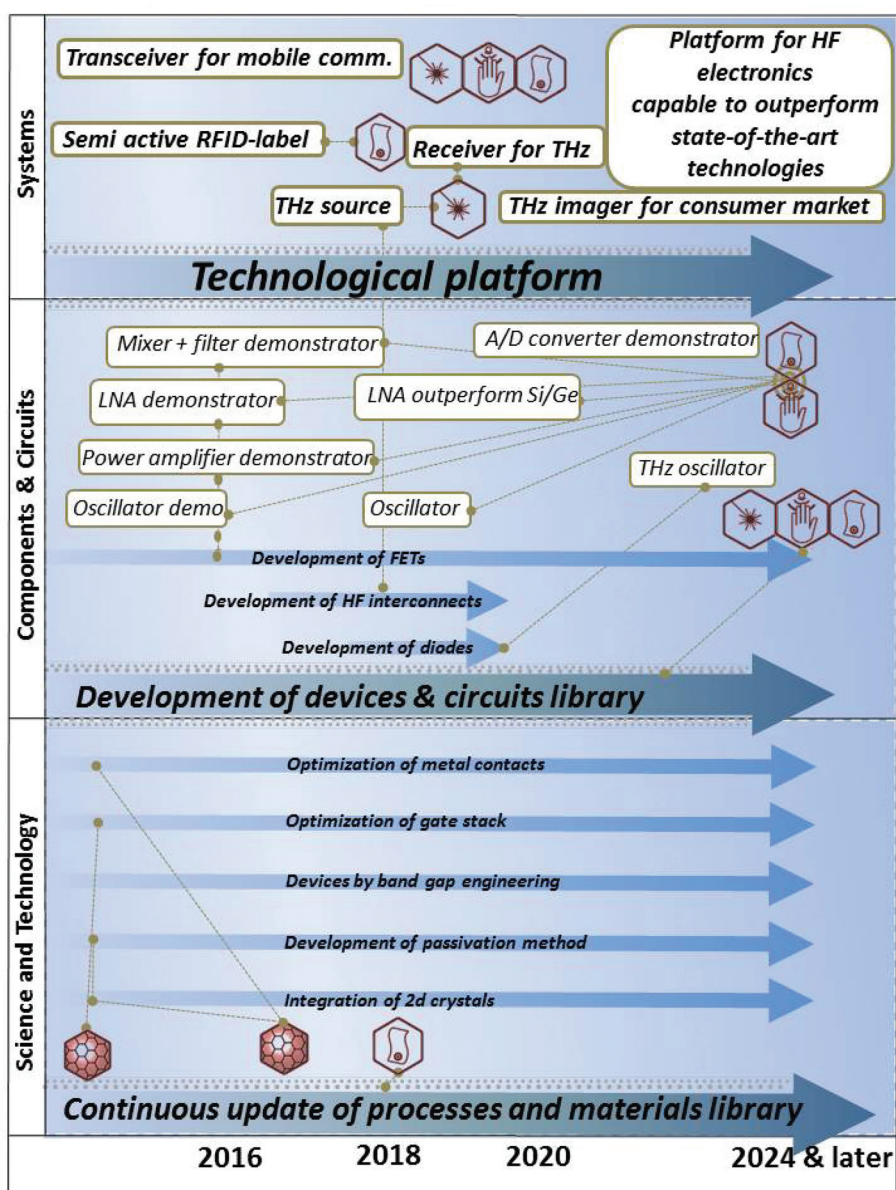 Systems
Transceiver for mobile comm.
Platform for HF
electronics
capable to outperform
state-of-the-art
technologies
Semi active RFID-label
Receiver for THz
THz source
THz imager for consumer market
Technological platform
Components & Circuits
Mixer + filter demonstrator
A/D converter demonstrator
LNA demonstrator
LNA outperform Si/Ge
Power amplifier demonstrator
THz oscillator
Oscillator demo
Oscillator
Development of FETs
Development of HF interconnects
Development of diodes
Development of devices & circuits library
Science and Technology
Optimization of metal contacts
Optimization of gate stack
Devices by band gap engineering
Development of passivation method
Integration of 2d crystals
Continuous update of processes and materials library
2016 2018 2020 2024 & later